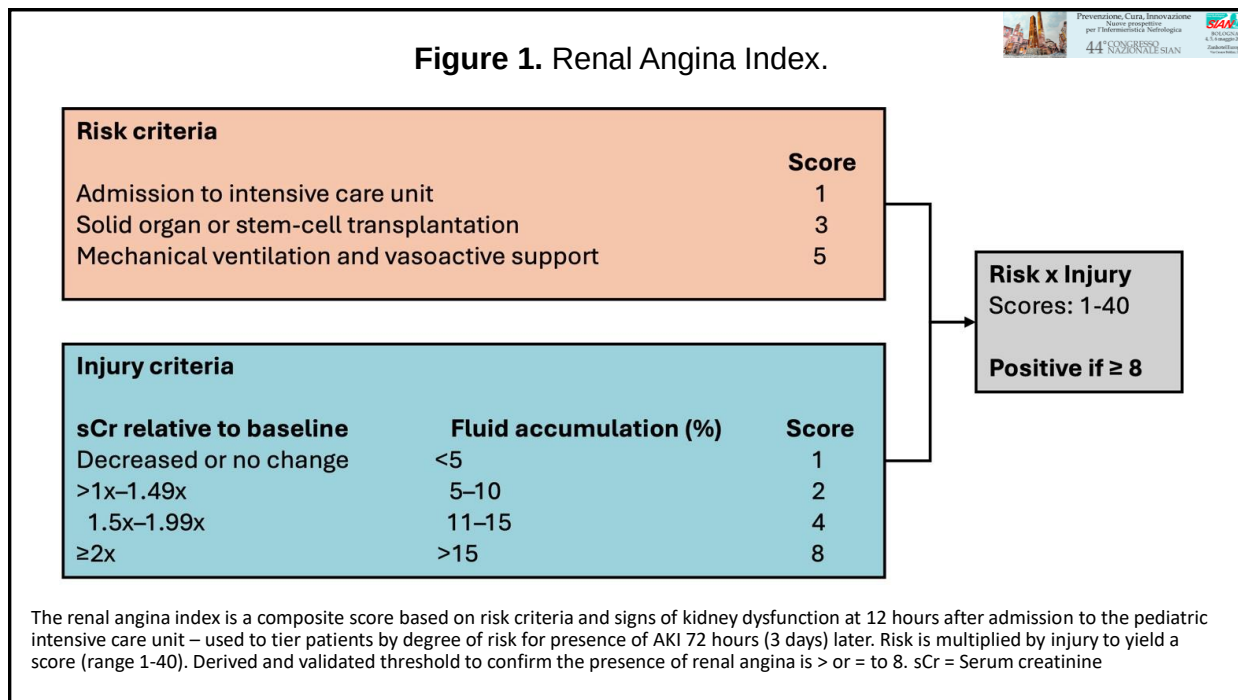 Prevenzione, Cura, Innovazione
Nuove prospettive
per l'Infermieristica Nefrologica
44°CONGRESSO
NAZIONALE SIAN
SIAN
BOLOGNA
Figure 1. Renal Angina Index.
Risk criteria
Score
Admission to intensive care unit 1
Solid organ or stem-cell transplantation 3
Mechanical ventilation and vasoactive support 5
Risk x Injury
Scores: 1-40
Positive if ≥ 8
Injury criteria
sCr relative to baseline Fluid accumulation (%) Score
Decreased or no change <5 1
>1x–1.49x 5–10 2
1.5x–1.99x 11–15 4
≥2x >15 8
The renal angina index is a composite score based on risk criteria and signs of kidney dysfunction at 12 hours after admission to the pediatric
intensive care unit – used to tier patients by degree of risk for presence of AKI 72 hours (3 days) later. Risk is multiplied by injury to yield a
score (range 1-40). Derived and validated threshold to confirm the presence of renal angina is > or = to 8. sCr = Serum creatinine